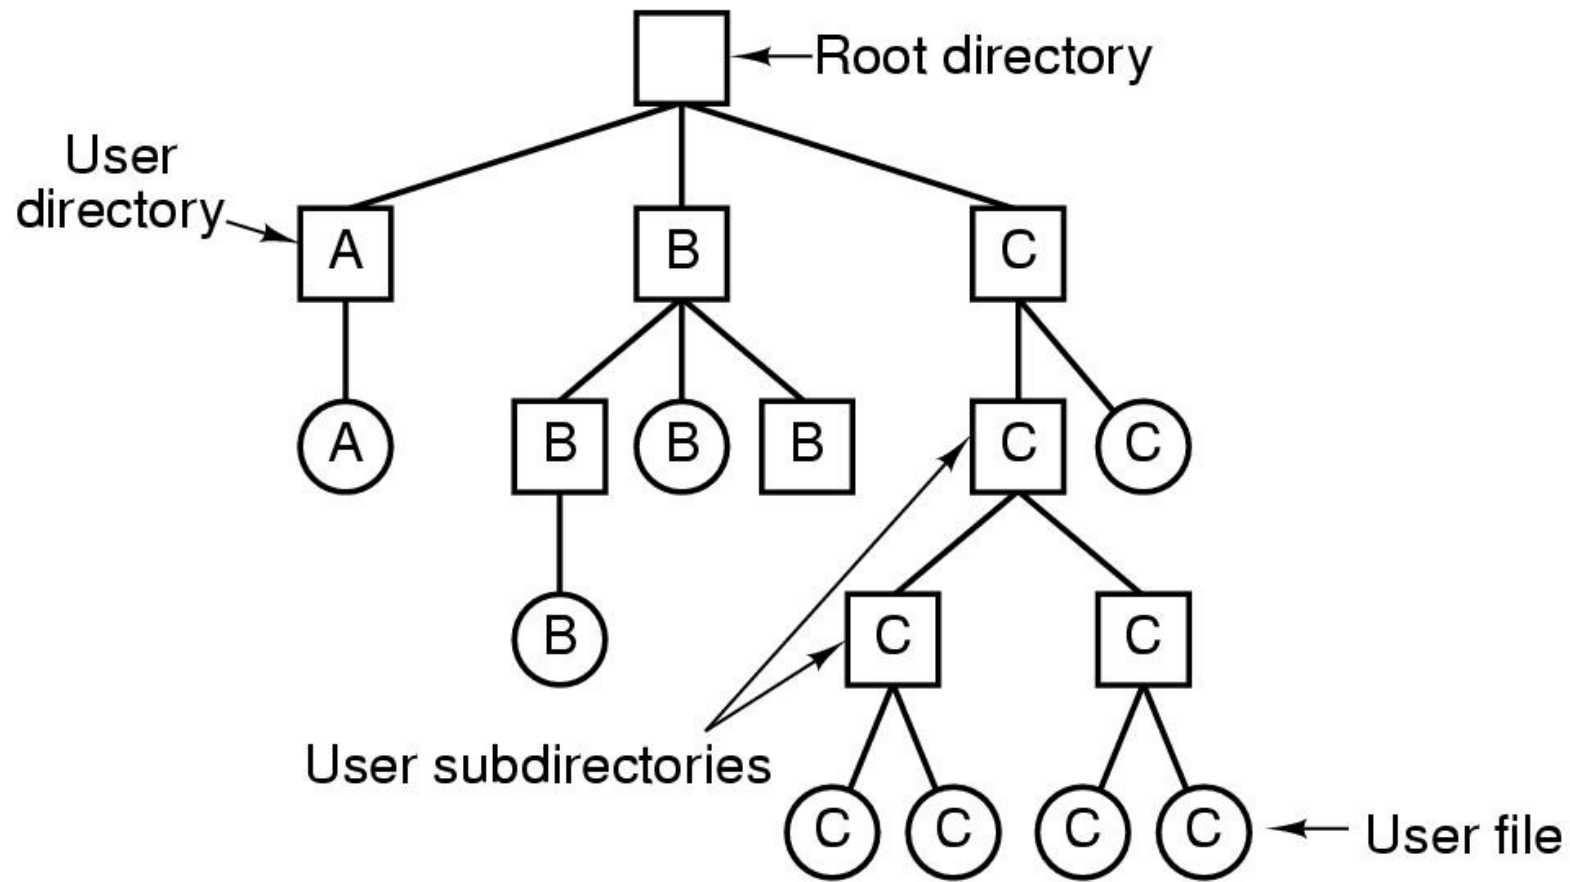 Root directory
User
directory
A
B
C
A
B
B
B
C
C
B
C
C
User subdirectories
C
C
C
C
User file